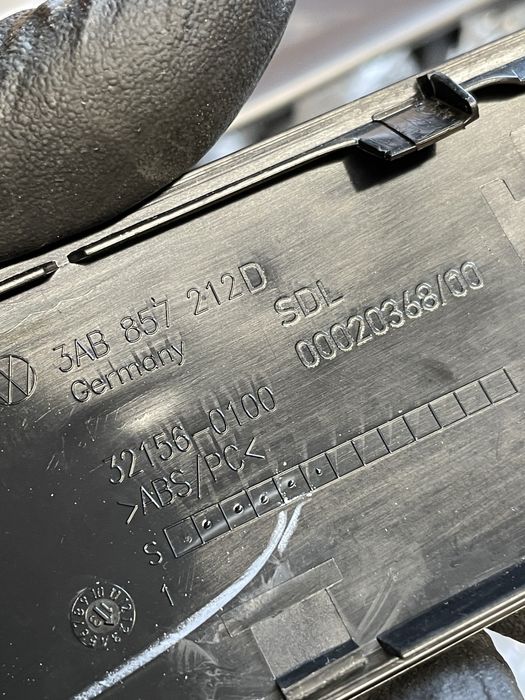 3AB 857 212D
Germany
SDL
00020368/00
32156-0100
>ABS/PC<
S
1